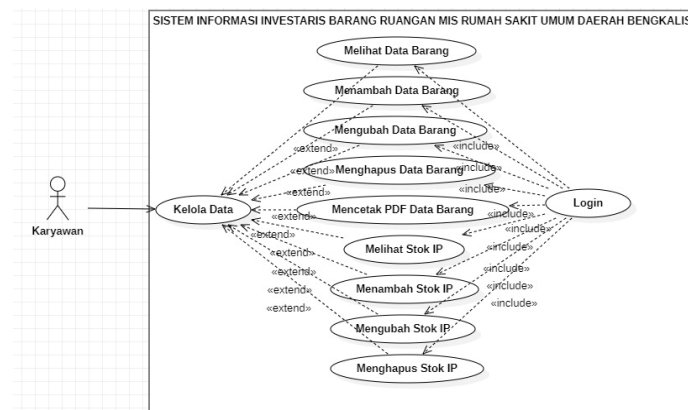 SISTEM INFORMASI INVESTARIS BARANG RUANGAN MIS RUMAH SAKIT UMUM DAERAH BENGKALIS
Melihat Data Barang
Menambah Data Barang
Mengubah Data Barang
«include»
«extend»
Menghapus Data Barang
«include»
«extend»
«include»
«extend»
Karyawan
Kelola Data
Mencetak PDF Data Barang
Login
«extend»
«include»
«include»
«extend»
Melihat Stok IP
«extend»
«include»
«extend»
Menambah Stok IP
«include»
«extend»
«include»
«extend»
Mengubah Stok IP
Menghapus Stok IP